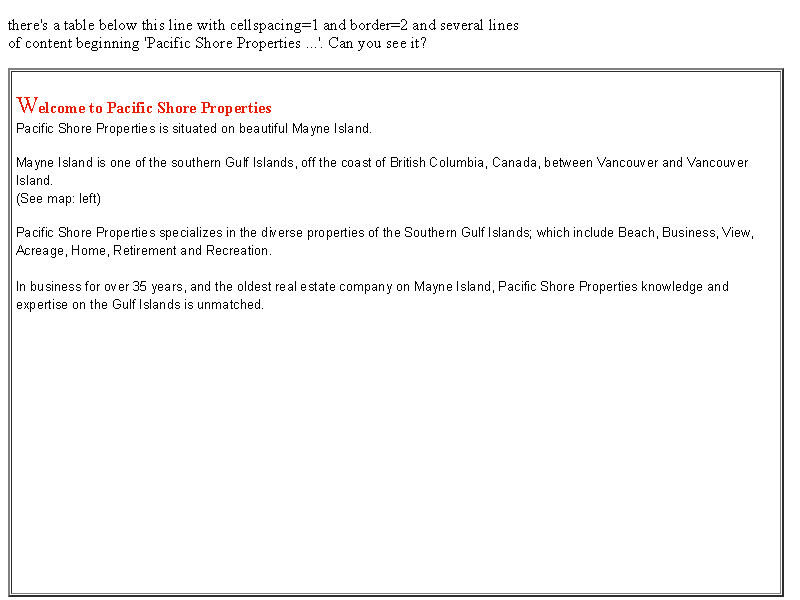 there's a table below this line with cellspacing=1 and border=2 and several lines
of content beginning 'Pacific Shore Properties ...'. Can you see it?
Welcome to Pacific Shore Properties
Pacific Shore Properties is situated on beautiful Mayne Island.
Mayne Island is one of the southern Gulf Islands, off the coast of British Columbia, Canada, between Vancouver and Vancouver
Island.
(See map: left)
Pacific Shore Properties specializes in the diverse properties of the Southern Gulf Islands; which include Beach, Business, View,
Acreage, Home, Retirement and Recreation.
In business for over 35 years, and the oldest real estate company on Mayne Island, Pacific Shore Properties knowledge and
expertise on the Gulf Islands is unmatched.